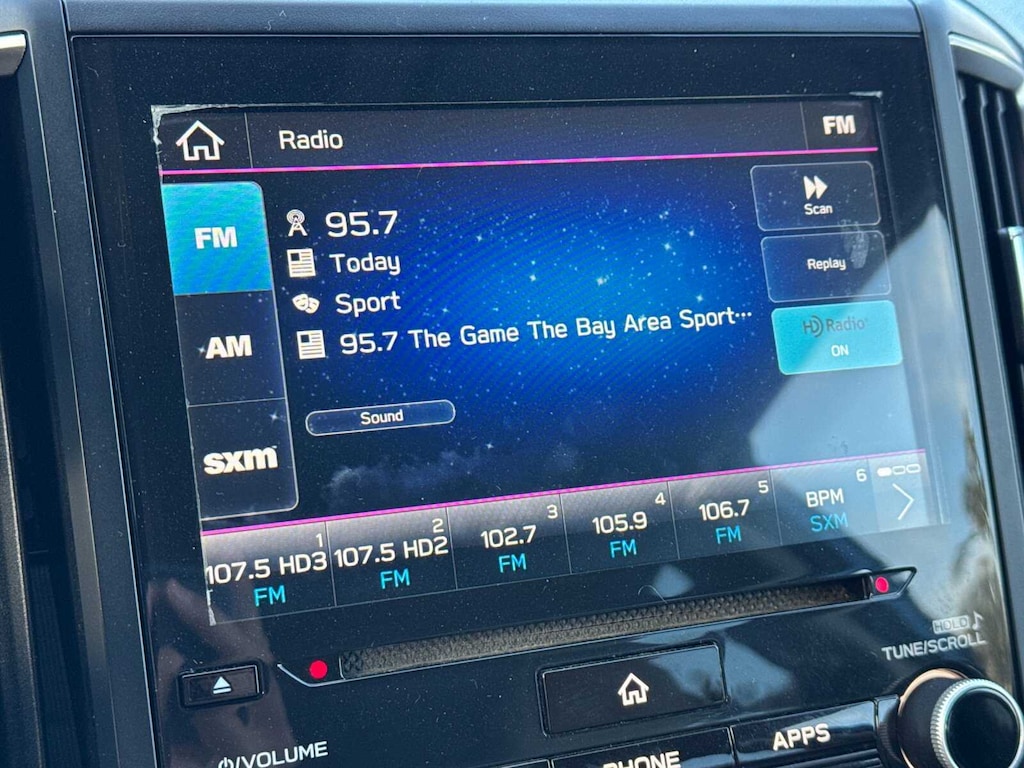 Radio
FM
FM
AM
sxm
95.7
Today
Sport
95.7 The Game The Bay Area Sport...
Sound
Scan
Replay
HD Radio
ON
1
107.5 HD3
FM
2
107.5 HD2
FM
3
102.7
FM
4
105.9
FM
5
106.7
FM
6
BPM
SXM
HOLD ♪
TUNE/SCROLL
/VOLUME
PHONE
APPS